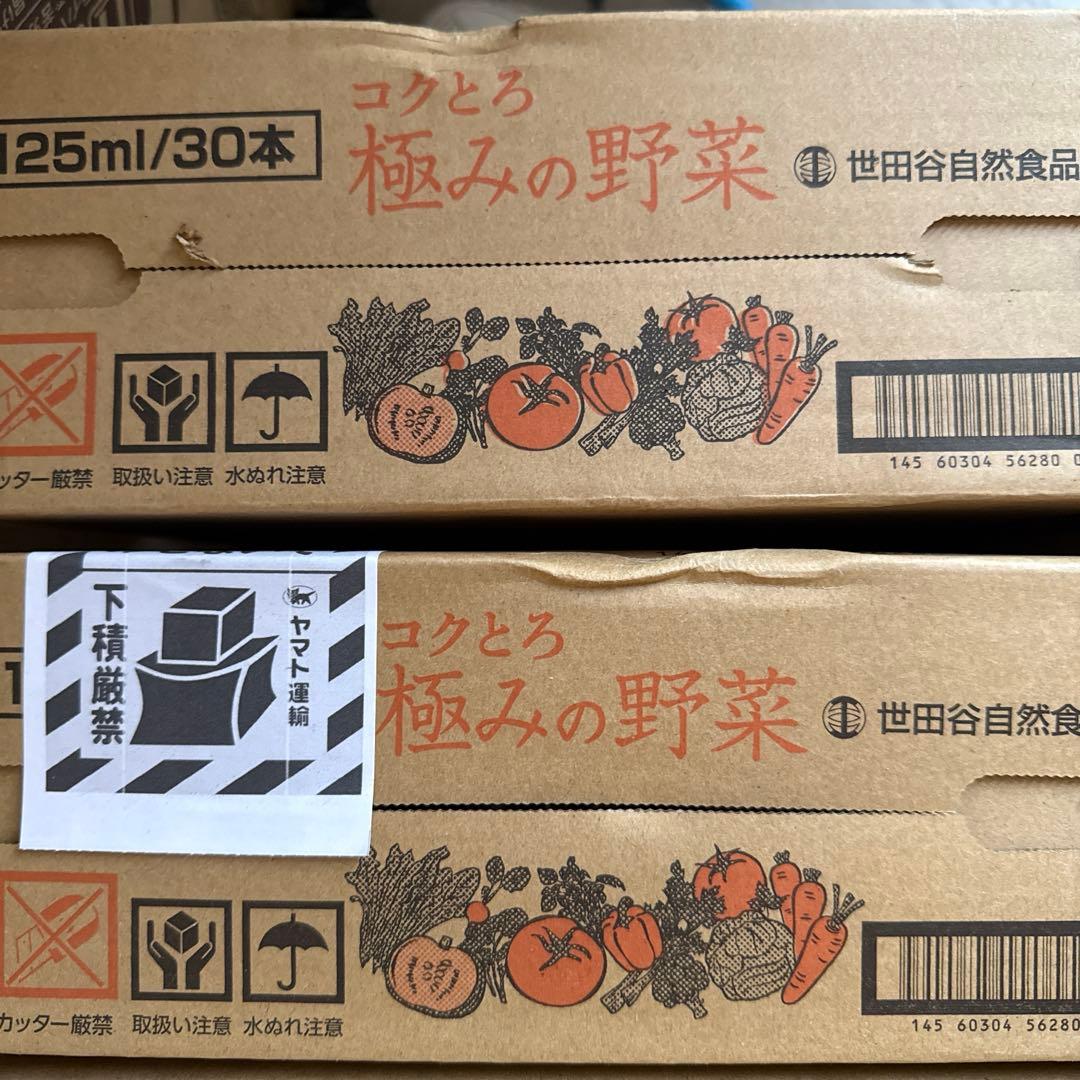 コクとろ
125ml/30本
極みの野菜
世田谷自然食品
ッター厳禁
取扱い注意
水ぬれ注意
145 60304 56280
下積厳禁
ヤマト運輸
コクとろ
極みの野菜
世田谷自然食
カッター厳禁
取扱い注意
水ぬれ注意
145 60304 56280